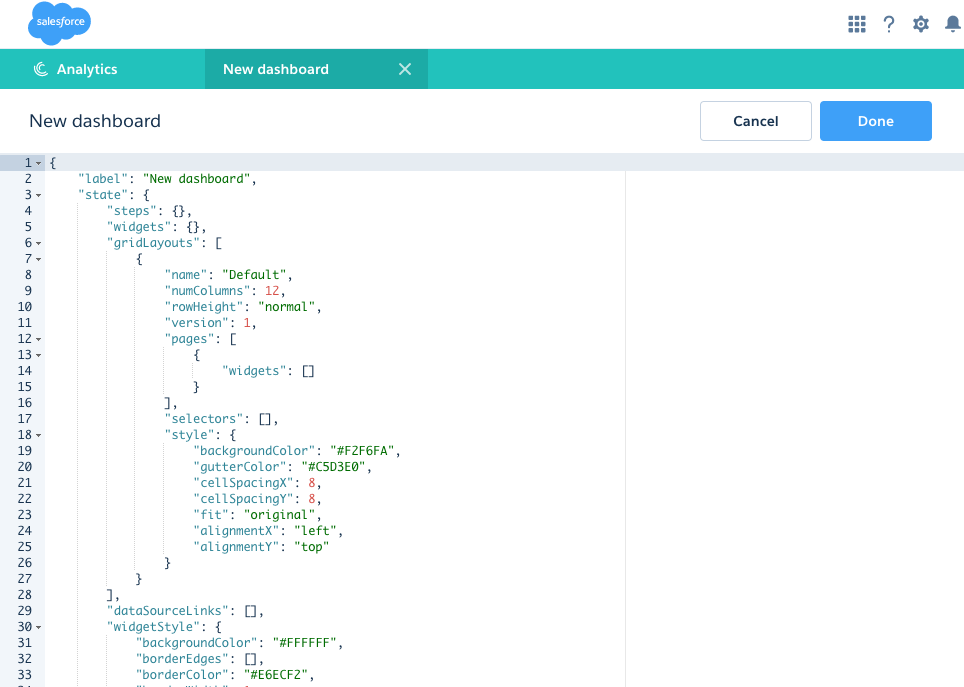 salesforce
Analytics
New dashboard
New dashboard
Cancel
Done
1 {
2 "label": "New dashboard",
3 "state": {
4 "steps": {},
5 "widgets": {},
6 "gridLayouts": [
7 {
8 "name": "Default",
9 "numColumns": 12,
10 "rowHeight": "normal",
11 "version": 1,
12 "pages": [
13 {
14 "widgets": []
15 }
16 ],
17 "selectors": [],
18 "style": {
19 "backgroundColor": "#F2F6FA",
20 "gutterColor": "#C5D3E0",
21 "cellSpacingX": 8,
22 "cellSpacingY": 8,
23 "fit": "original",
24 "alignmentX": "left",
25 "alignmentY": "top"
26 }
27 }
28 ],
29 "dataSourceLinks": [],
30 "widgetStyle": {
31 "backgroundColor": "#FFFFFF",
32 "borderEdges": [],
33 "borderColor": "#E6ECF2",